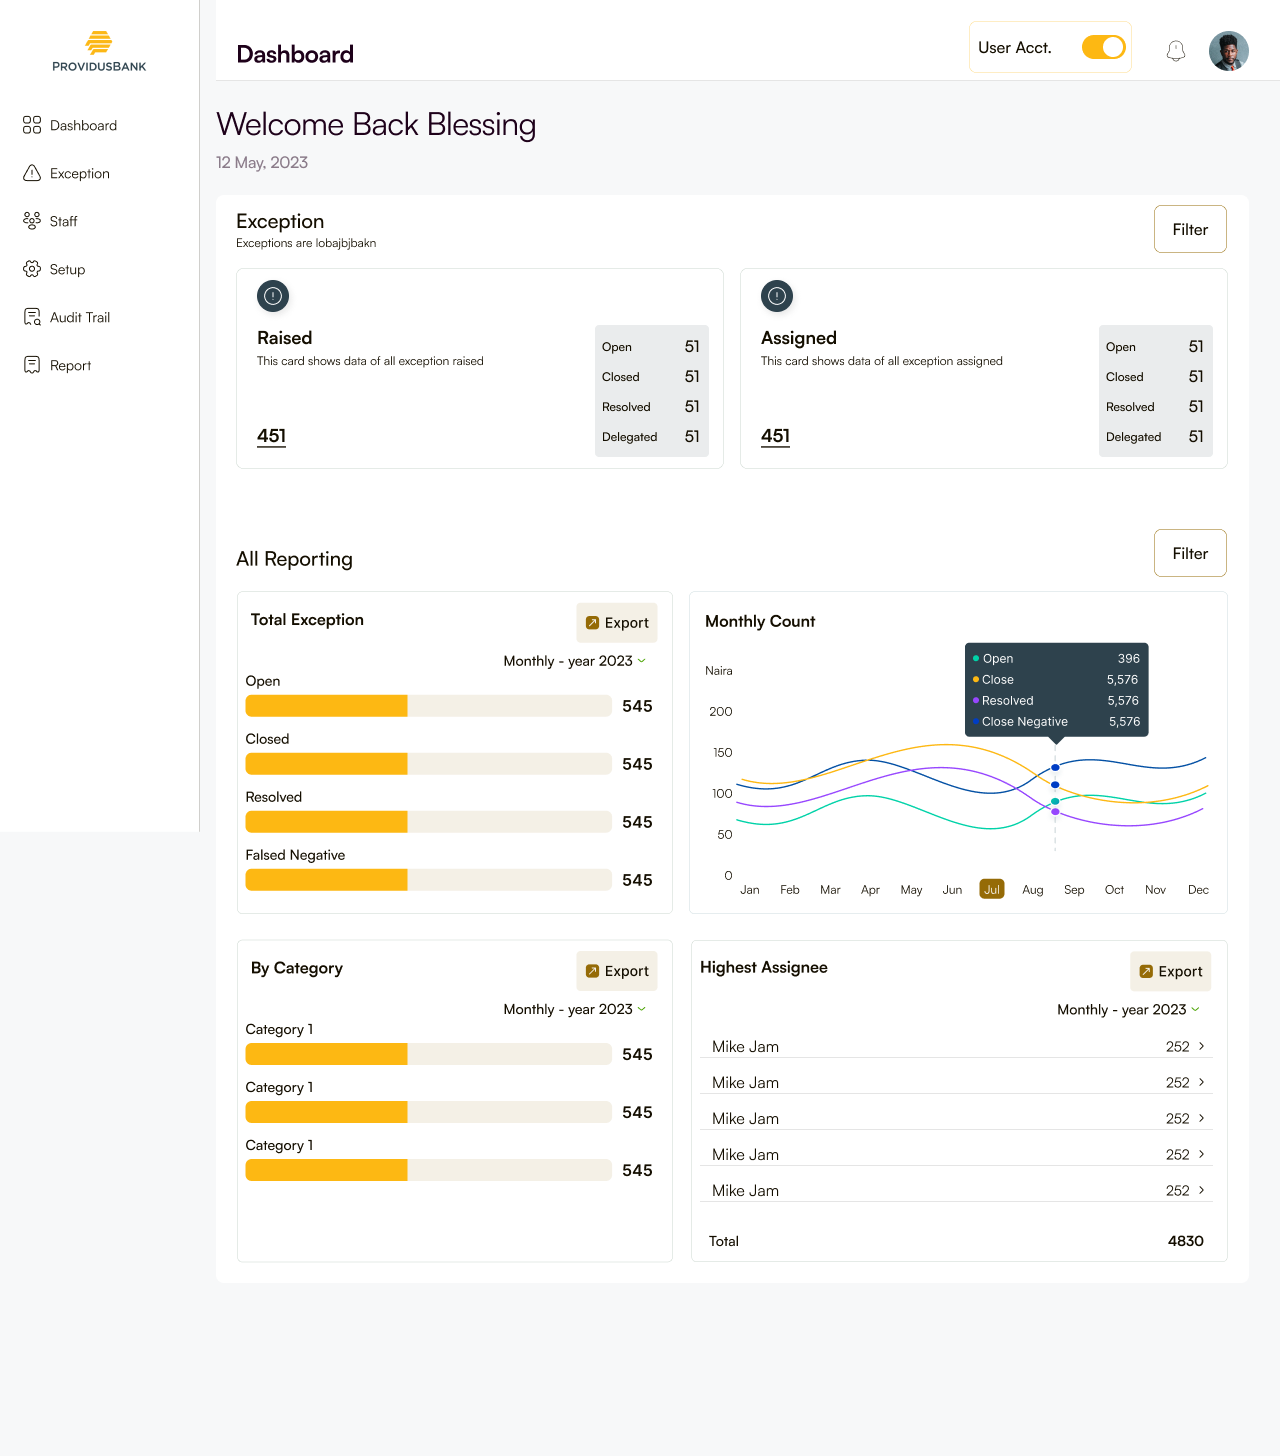 PROVIDUSBANK
Dashboard
Exception
Staff
Setup
Audit Trail
Report
Dashboard
User Acct.
Welcome Back Blessing
12 May, 2023
Exception
Exceptions are lobajbjbakn
Filter
Raised
This card shows data of all exception raised
451
Open 51
Closed 51
Resolved 51
Delegated 51
Assigned
This card shows data of all exception assigned
451
Open 51
Closed 51
Resolved 51
Delegated 51
All Reporting
Filter
Total Exception
Export
Monthly - year 2023
Open
545
Closed
545
Resolved
545
Falsed Negative
545
Monthly Count
Naira
200
150
100
50
0
Open 396
Close 5,576
Resolved 5,576
Close Negative 5,576
Jan Feb Mar Apr May Jun Jul Aug Sep Oct Nov Dec
By Category
Export
Monthly - year 2023
Category 1
545
Category 1
545
Category 1
545
Highest Assignee
Export
Monthly - year 2023
Mike Jam 252
Mike Jam 252
Mike Jam 252
Mike Jam 252
Mike Jam 252
Total 4830